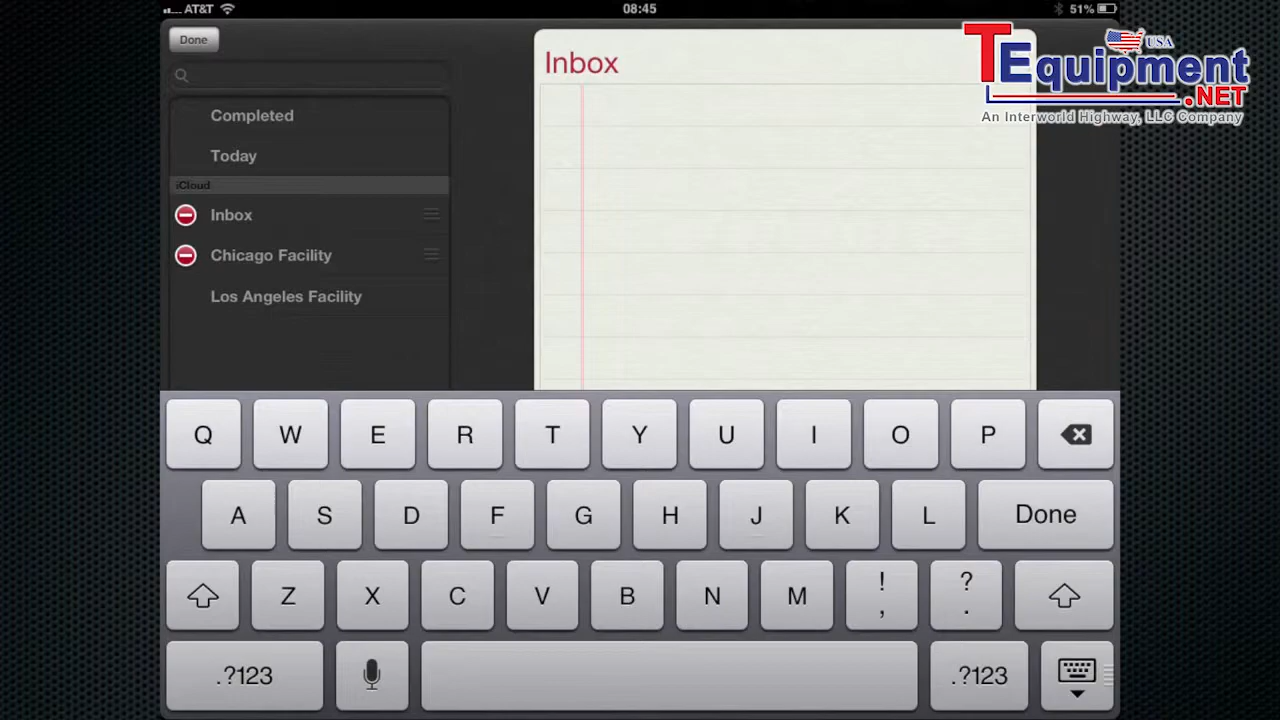 AT&T 08:45 51%
Done
Inbox
Completed
Today
iCloud
Inbox
Chicago Facility
Los Angeles Facility
TEquipment
USA
.NET
An Interworld Highway, LLC Company
Q W E R T Y U I O P
A S D F G H J K L Done
Z X C V B N M ! , ? .
.?123 .?123